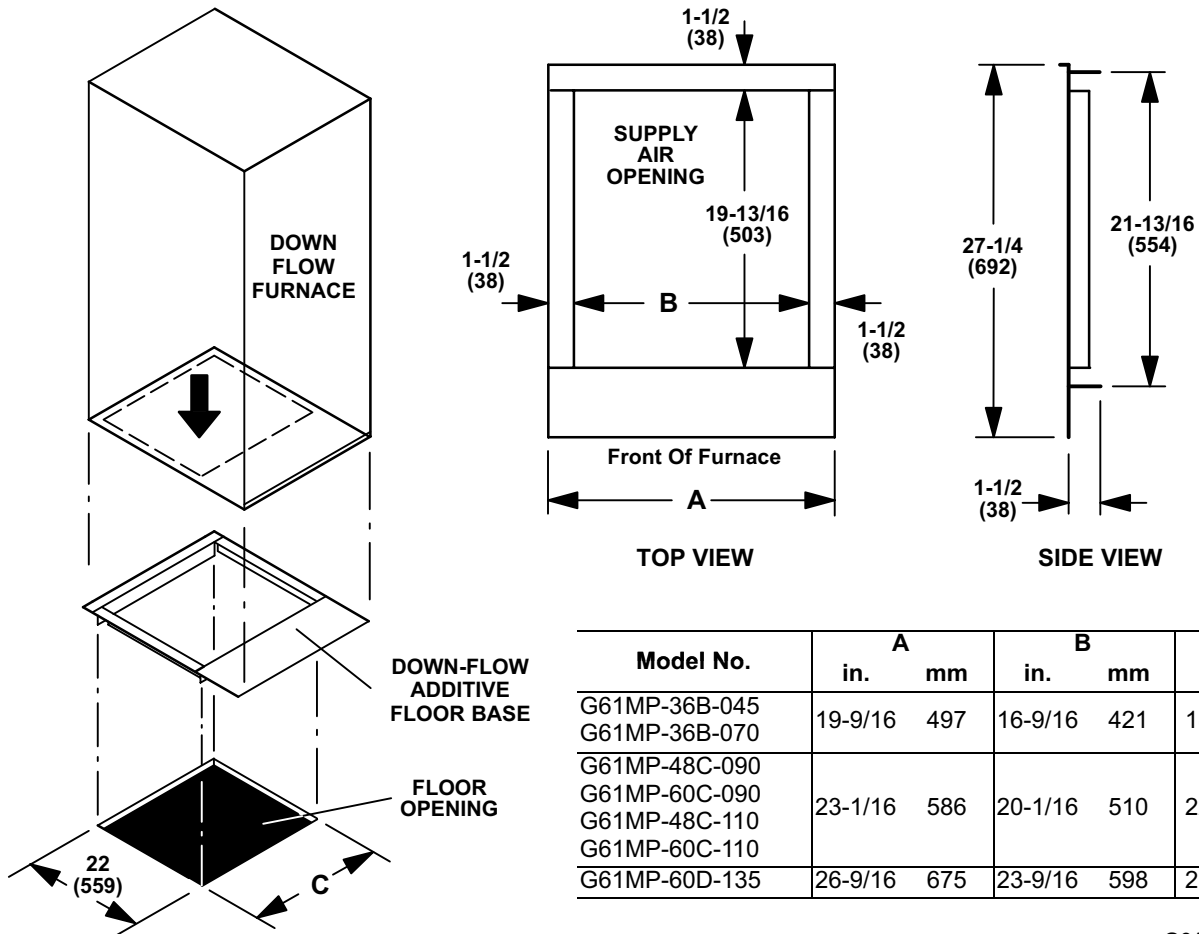 1-1/2
(38)
SUPPLY
AIR
OPENING
19-13/16
(503)
1-1/2
(38)
B
1-1/2
(38)
Front Of Furnace
A
TOP VIEW
27-1/4
(692)
21-13/16
(554)
1-1/2
(38)
SIDE VIEW
DOWN
FLOW
FURNACE
DOWN-FLOW
ADDITIVE
FLOOR BASE
FLOOR
OPENING
22
(559)
C
Model No. A B
in. mm in. mm
G61MP-36B-045
G61MP-36B-070
19-9/16 497 16-9/16 421 1
G61MP-48C-090
G61MP-60C-090
G61MP-48C-110
G61MP-60C-110
23-1/16 586 20-1/16 510 2
G61MP-60D-135 26-9/16 675 23-9/16 598 2